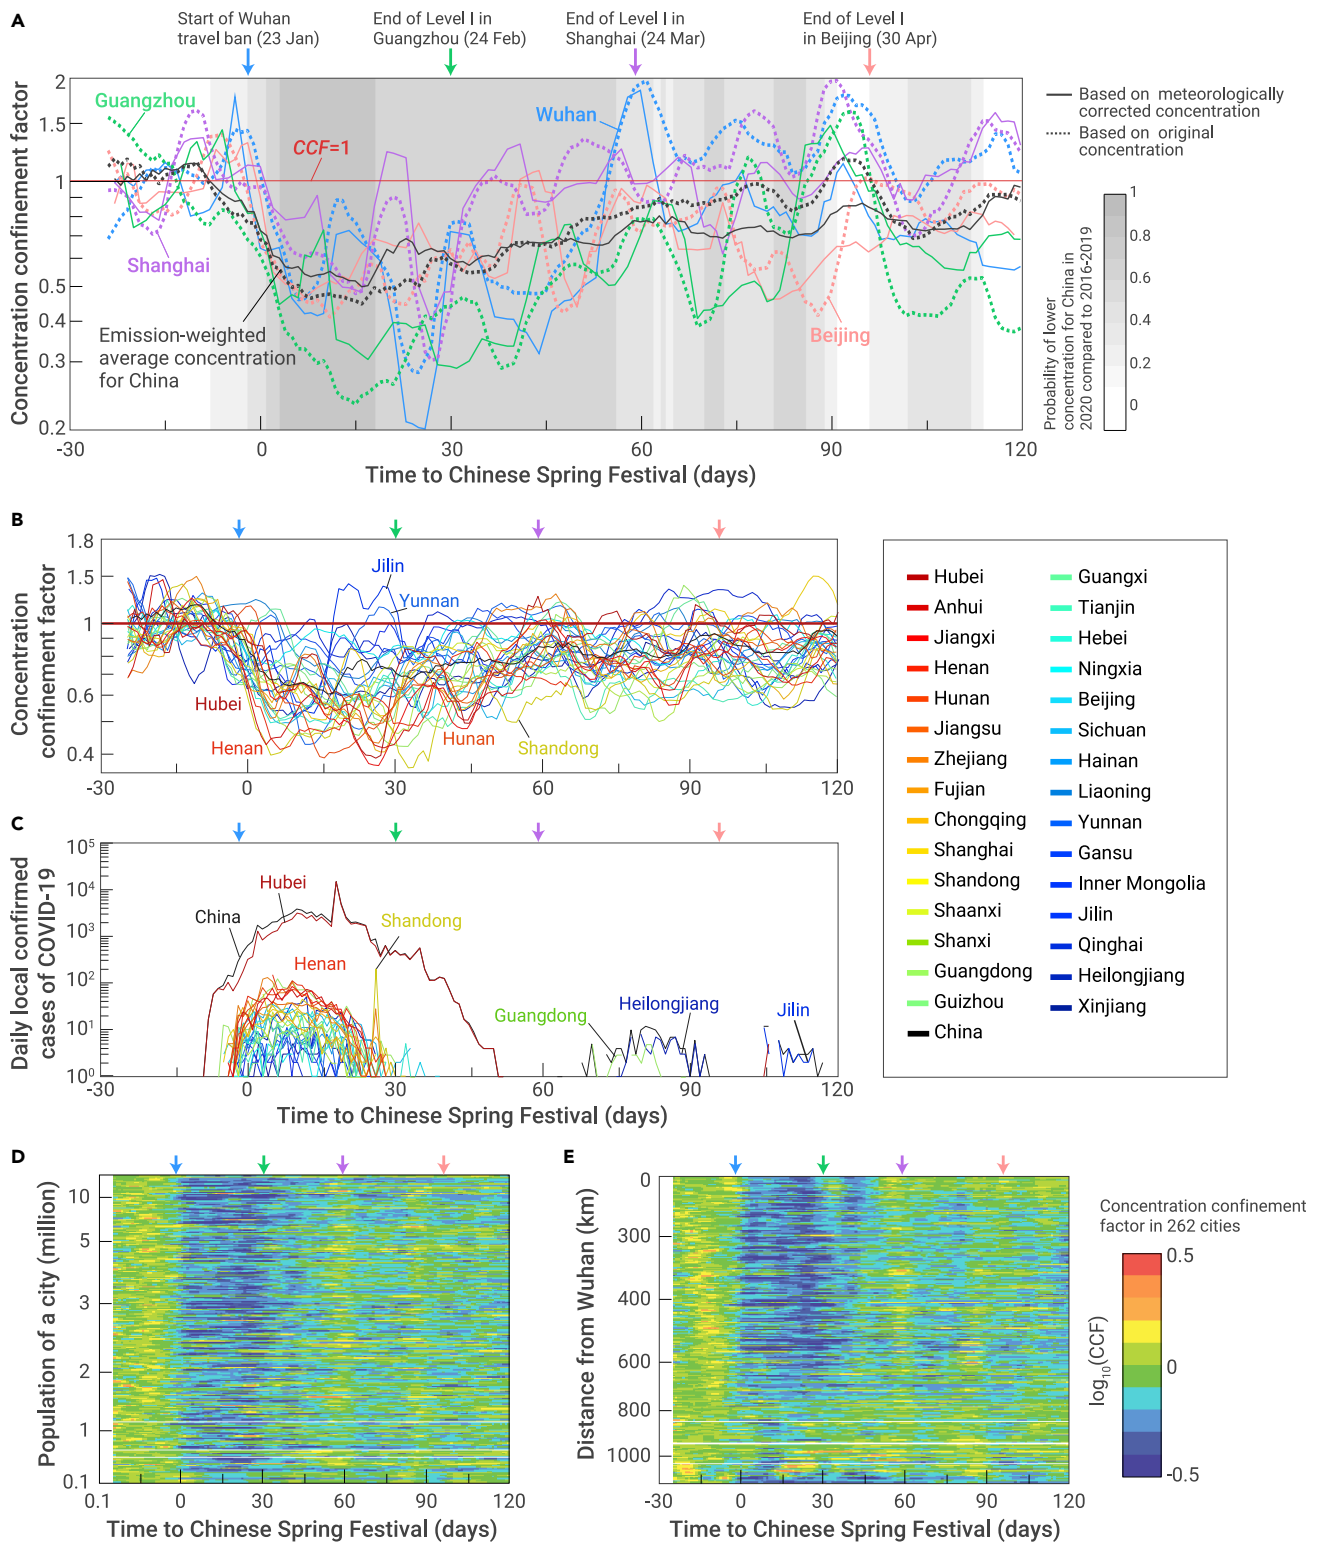 A
Start of Wuhan
travel ban (23 Jan)
End of Level I in
Guangzhou (24 Feb)
End of Level I in
Shanghai (24 Mar)
End of Level I
in Beijing (30 Apr)
Concentration confinement factor
2
1.5
1
0.5
0.4
0.3
0.2
Guangzhou
Wuhan
CCF=1
Shanghai
Emission-weighted
average concentration
for China
Beijing
-30
0
30
60
90
120
Time to Chinese Spring Festival (days)
Based on meteorologically
corrected concentration
Based on original
concentration
Probability of lower
concentration for China in
2020 compared to 2016-2019
1
0.8
0.6
0.4
0.2
0
B
Concentration
confinement factor
1.8
1.5
1
0.6
0.4
Jilin
Yunnan
Hubei
Henan
Hunan
Shandong
-30
0
30
60
90
120
C
Daily local confirmed
cases of COVID-19
10⁵
10⁴
10³
10²
10¹
10⁰
Hubei
China
Shandong
Henan
Guangdong
Heilongjiang
Jilin
-30
0
30
60
90
120
Time to Chinese Spring Festival (days)
Hubei
Anhui
Jiangxi
Henan
Hunan
Jiangsu
Zhejiang
Fujian
Chongqing
Shanghai
Shandong
Shaanxi
Shanxi
Guangdong
Guizhou
China
Guangxi
Tianjin
Hebei
Ningxia
Beijing
Sichuan
Hainan
Liaoning
Yunnan
Gansu
Inner Mongolia
Jilin
Qinghai
Heilongjiang
Xinjiang
D
Population of a city (million)
10
5
3
2
1
0.1
0.1
0
30
60
90
120
Time to Chinese Spring Festival (days)
E
Distance from Wuhan (km)
0
300
400
600
800
1000
-30
0
30
60
90
120
Time to Chinese Spring Festival (days)
Concentration confinement
factor in 262 cities
log₁₀(CCF)
0.5
0
-0.5